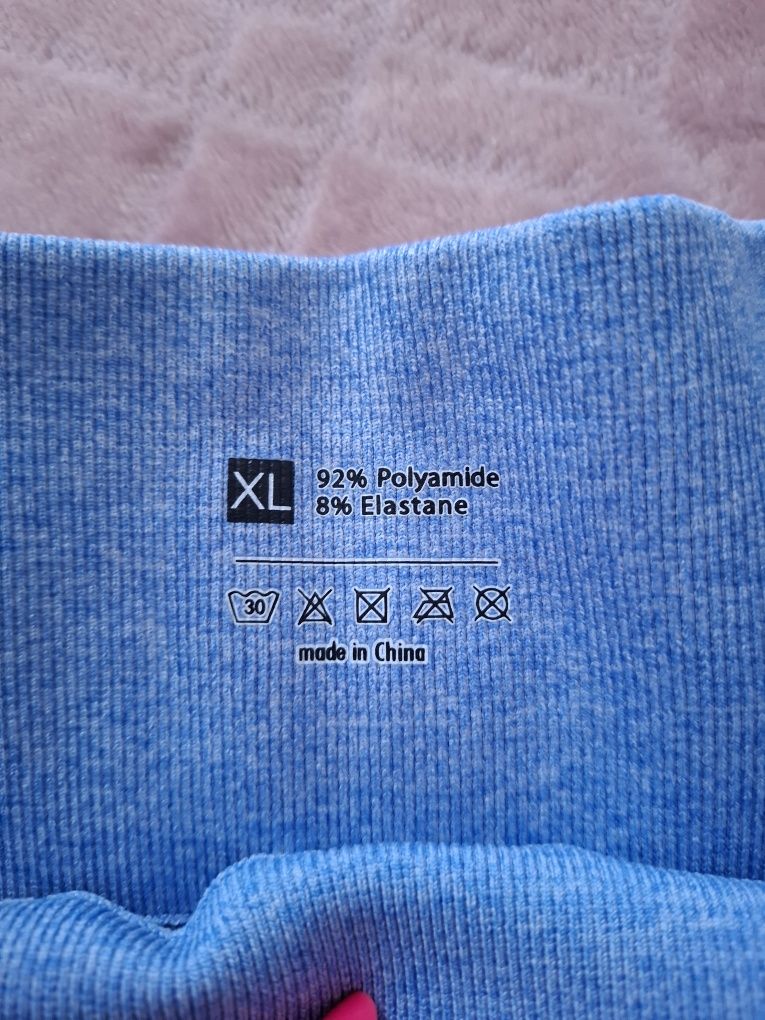 XL
92% Polyamide
8% Elastane
30
made in China